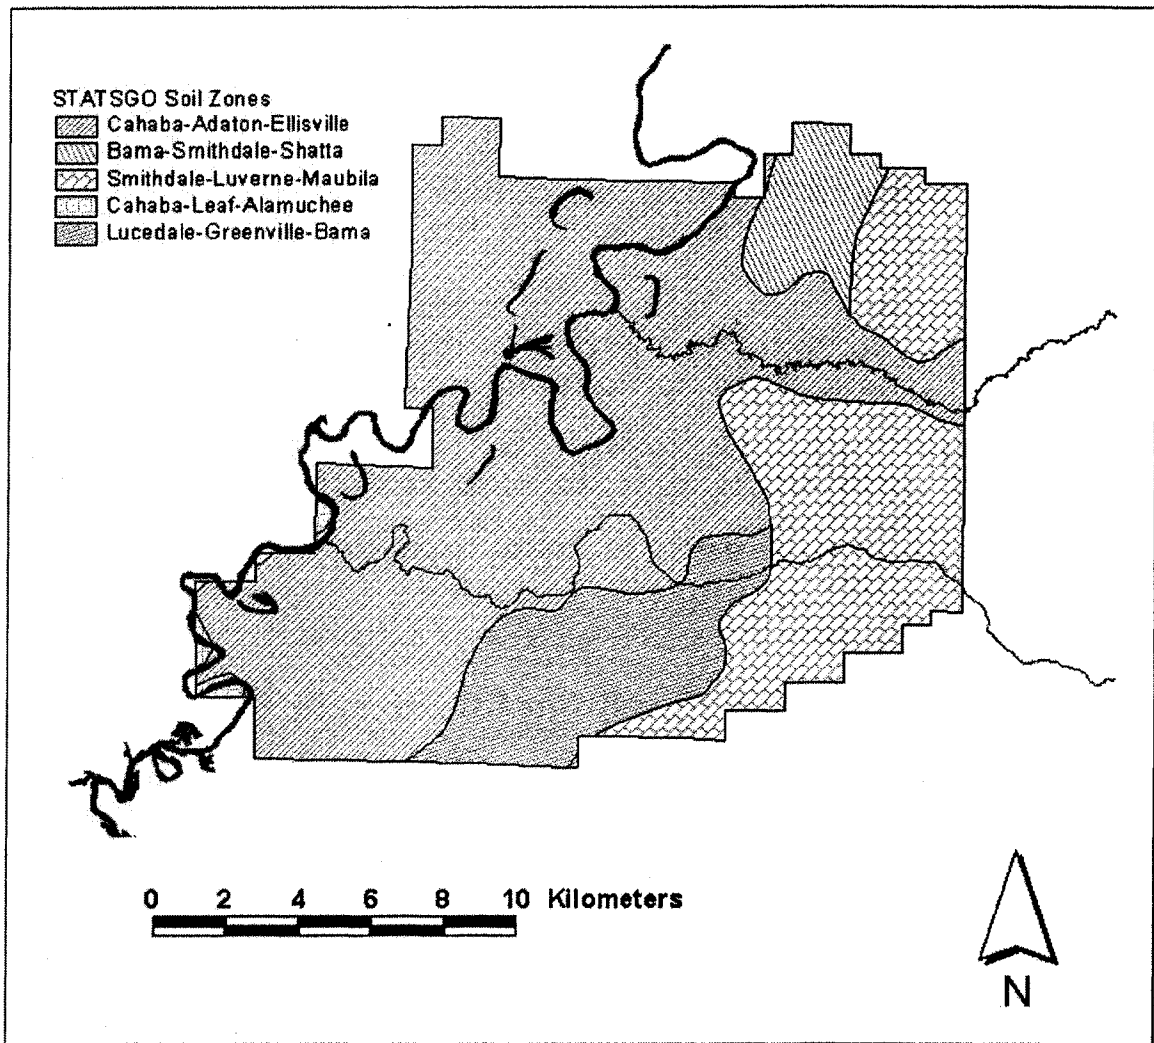 STATSGO Soil Zones
Cahaba-Adaton-Ellisville
Bama-Smithdale-Shatta
Smithdale-Luverne-Maubila
Cahaba-Leaf-Alamuchee
Lucedale-Greenville-Bama
0 2 4 6 8 10 Kilometers
N